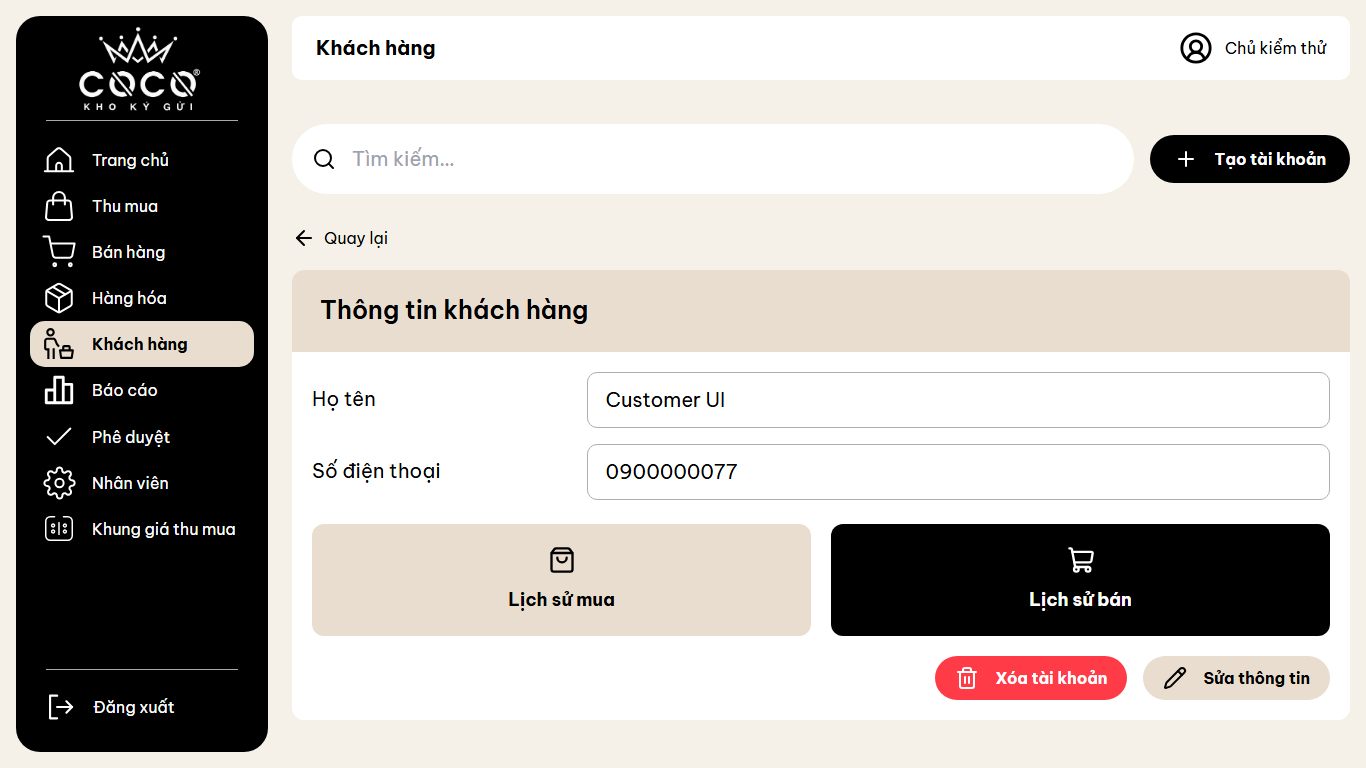 COCO®
KHO KÝ GỬI
Trang chủ
Thu mua
Bán hàng
Hàng hóa
Khách hàng
Báo cáo
Phê duyệt
Nhân viên
Khung giá thu mua
Đăng xuất
Khách hàng
Chủ kiểm thử
Tìm kiếm...
Tạo tài khoản
Quay lại
Thông tin khách hàng
Họ tên
Customer UI
Số điện thoại
0900000077
Lịch sử mua
Lịch sử bán
Xóa tài khoản
Sửa thông tin